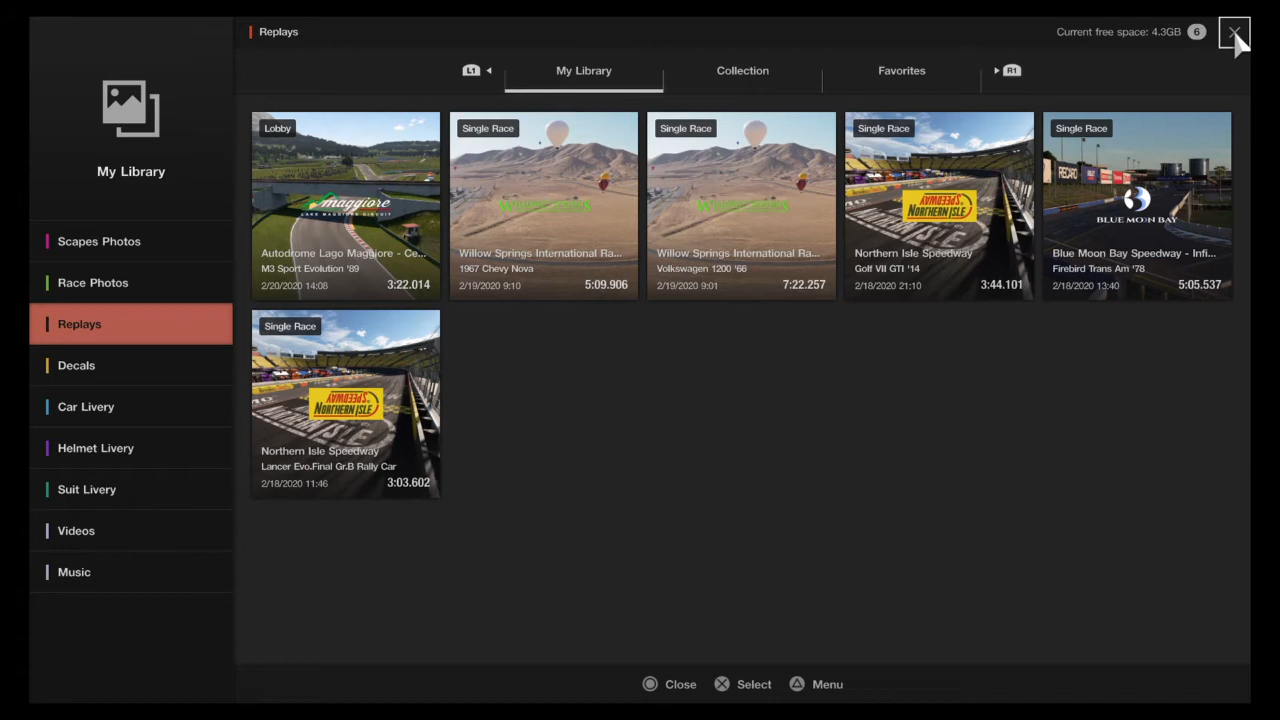 Replays
Current free space: 4.3GB 6
My Library
L1 My Library Collection Favorites R1
Scapes Photos
Race Photos
Replays
Decals
Car Livery
Helmet Livery
Suit Livery
Videos
Music
Lobby
maggiore
LAKE MAGGIORE CIRCUIT
Autodrome Lago Maggiore - Ce...
M3 Sport Evolution '89
2/20/2020 14:08 3:22.014
Single Race
Willow Springs International Ra...
1967 Chevy Nova
2/19/2020 9:10 5:09.906
Single Race
Willow Springs International Ra...
Volkswagen 1200 '66
2/19/2020 9:01 7:22.257
Single Race
SPEEDWAY
NORTHERN ISLE
Northern Isle Speedway
Golf VII GTI '14
2/18/2020 21:10 3:44.101
Single Race
RECARO
BLUE MOON BAY
Blue Moon Bay Speedway - Infi...
Firebird Trans Am '78
2/18/2020 13:40 5:05.537
Single Race
SPEEDWAY
NORTHERN ISLE
Northern Isle Speedway
Lancer Evo.Final Gr.B Rally Car
2/18/2020 11:46 3:03.602
Close Select Menu